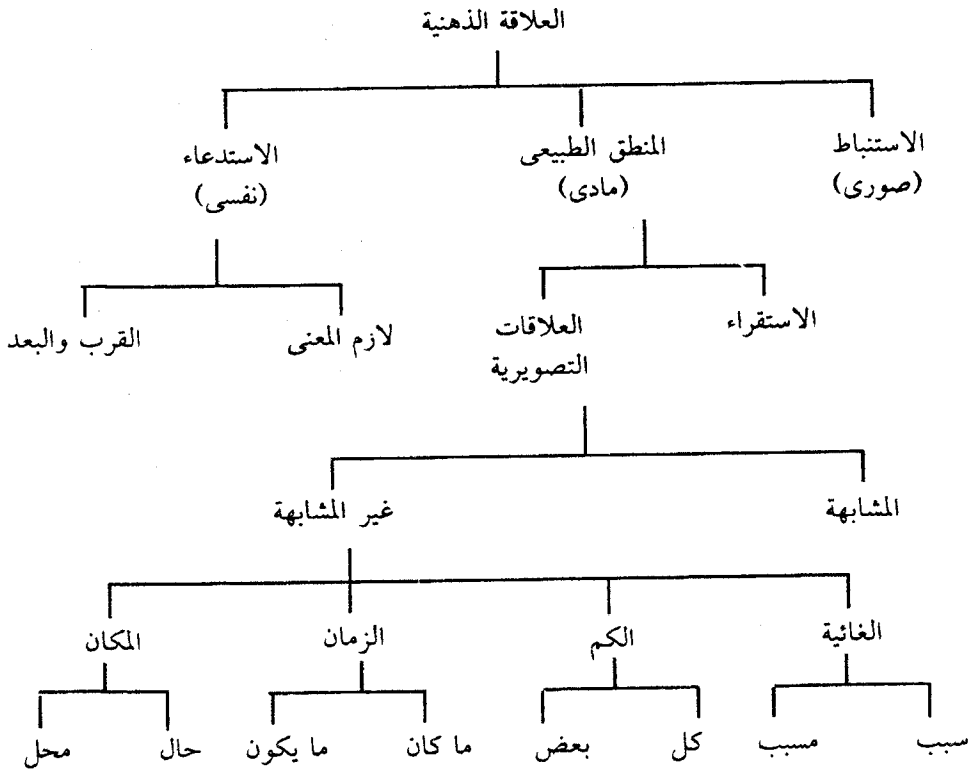 العلاقة الذهنية
الاستنباط المنطق الطبيعى الاستدعاء
(صورى) (مادى) (نفسى)
الاستقراء العلاقات لازم المعنى القرب والبعد
التصويرية
المشابهة غير المشابهة
الغائية الكم الزمان المكان
سبب مسبب كل بعض ما كان ما يكون حال محل